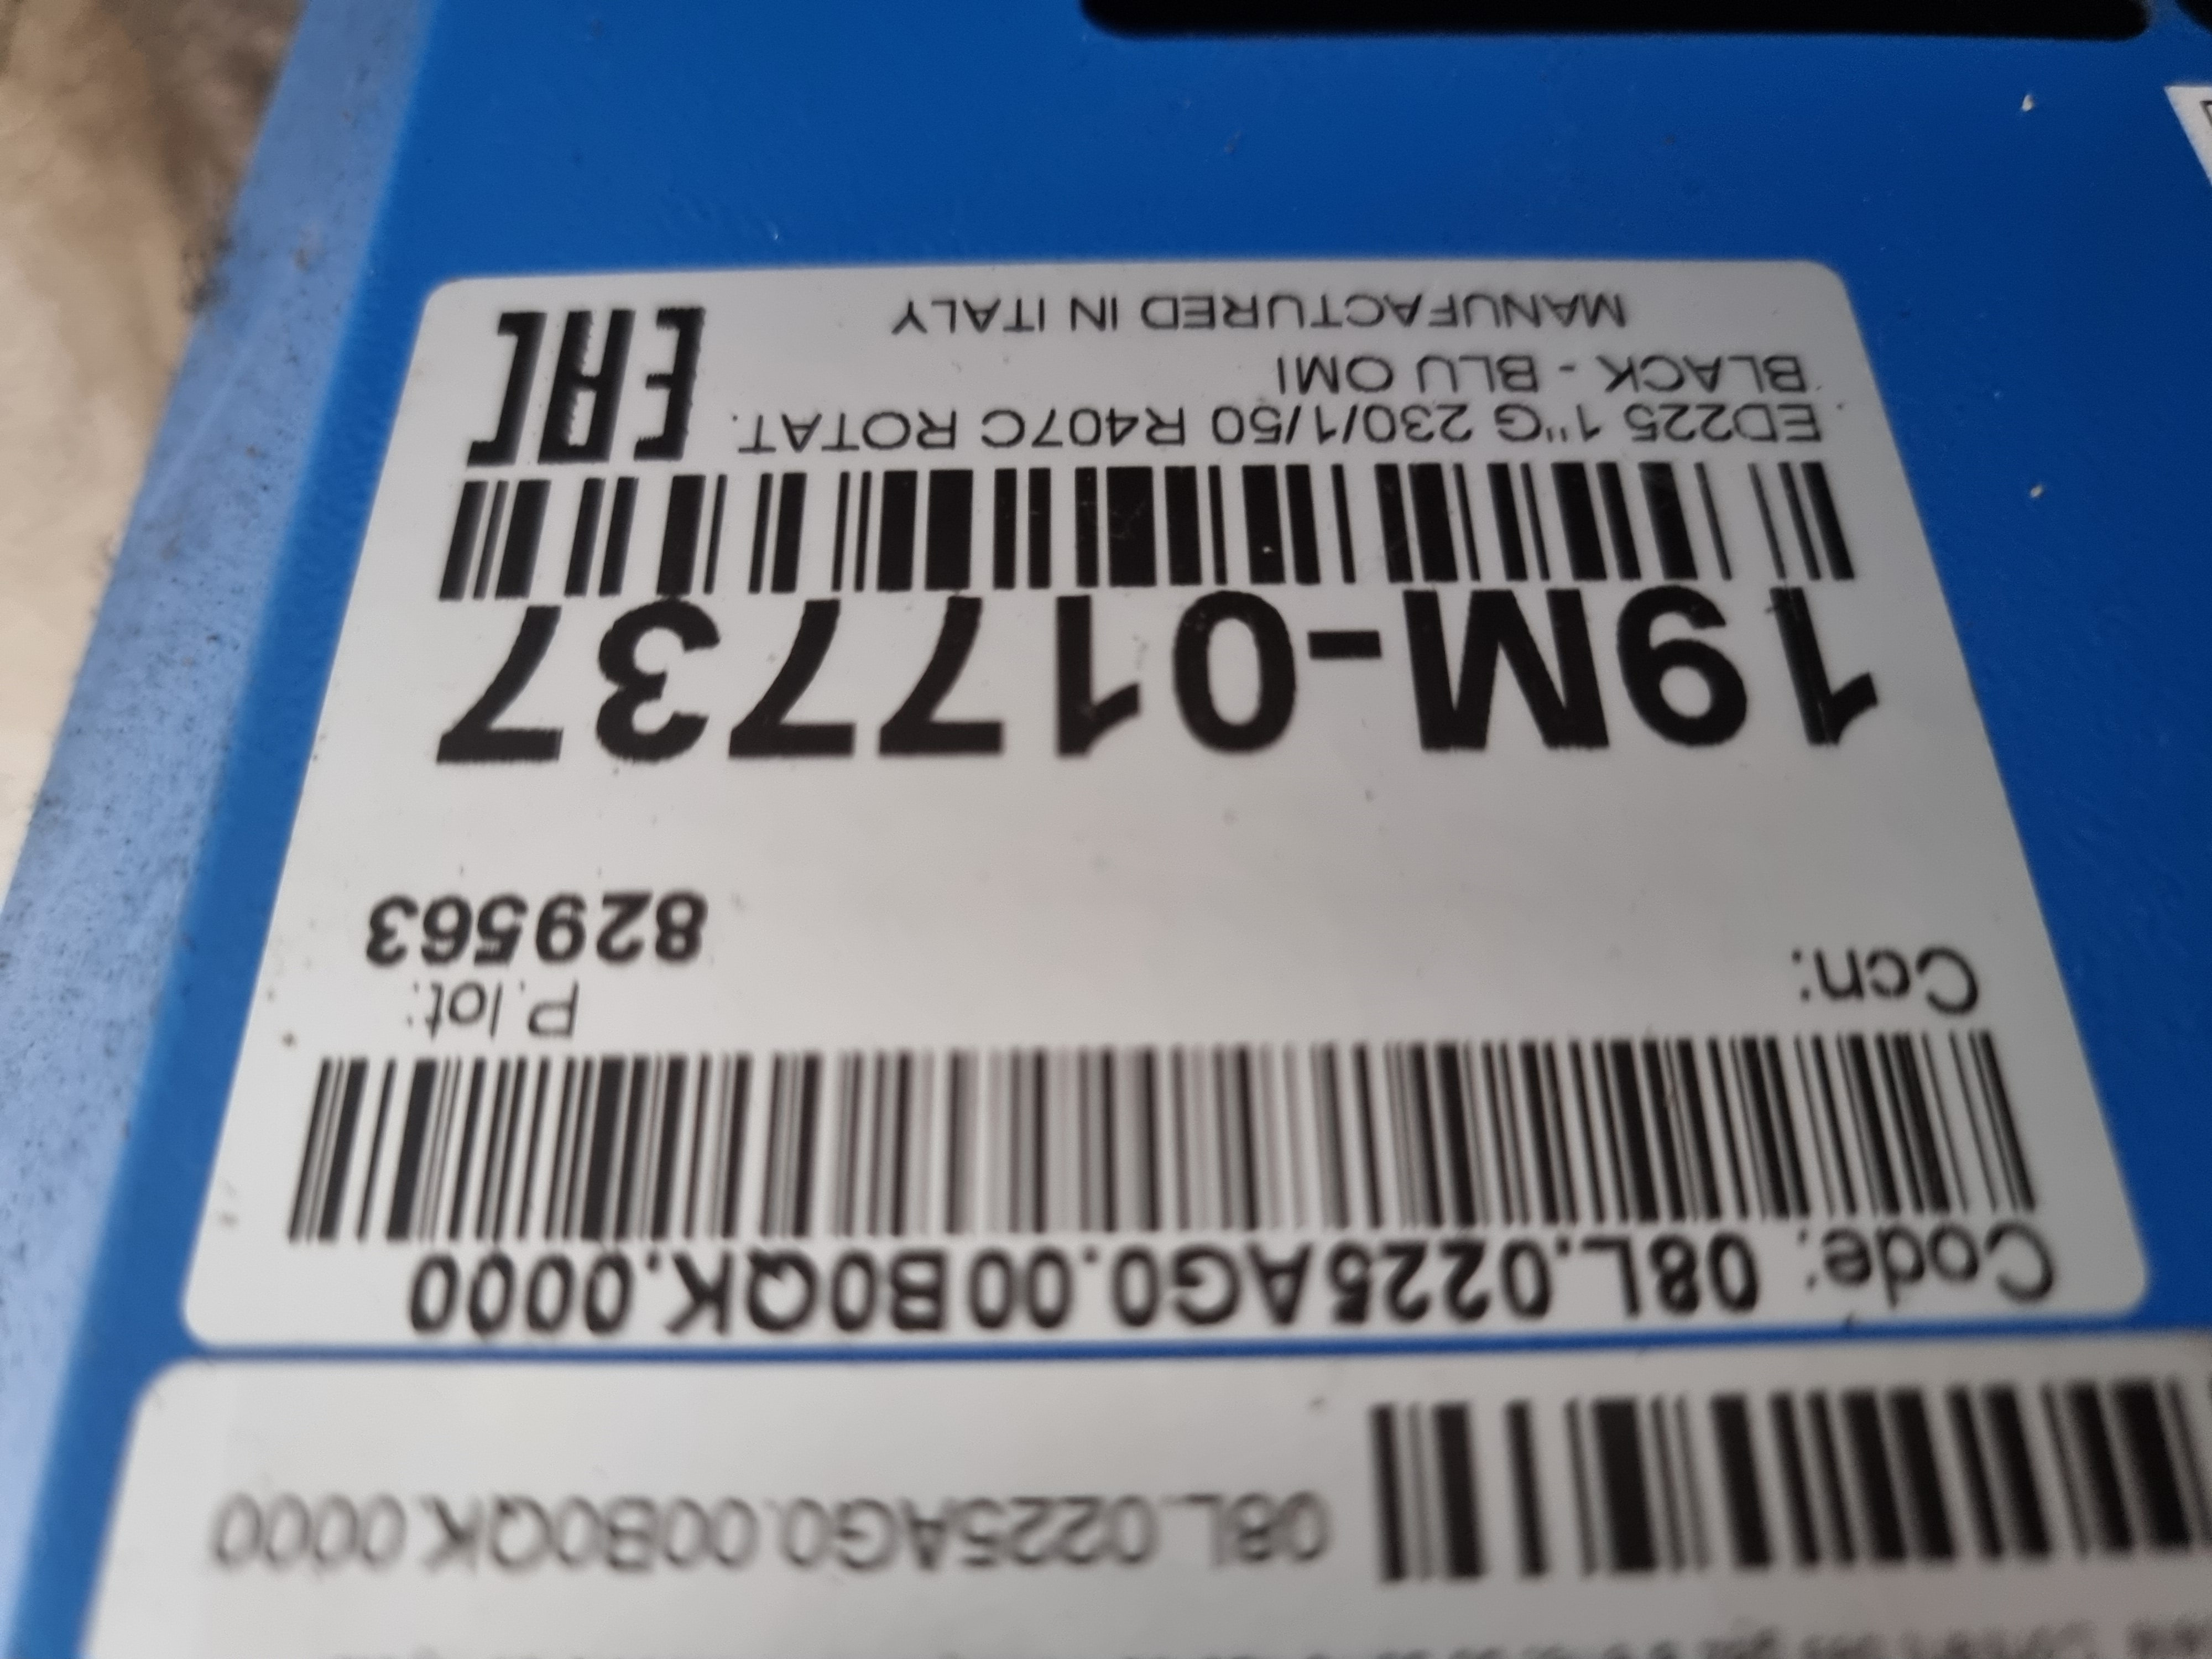 08L.0225AG0.00B0QK.0000
Code: 08L.0225AG0.00B0QK.0000
Ccn:
P.lot:
829563
19M-017737
ED225 1"G 230/1/50 R407C ROTAT.
BLACK - BLU OMI
MANUFACTURED IN ITALY
EAC